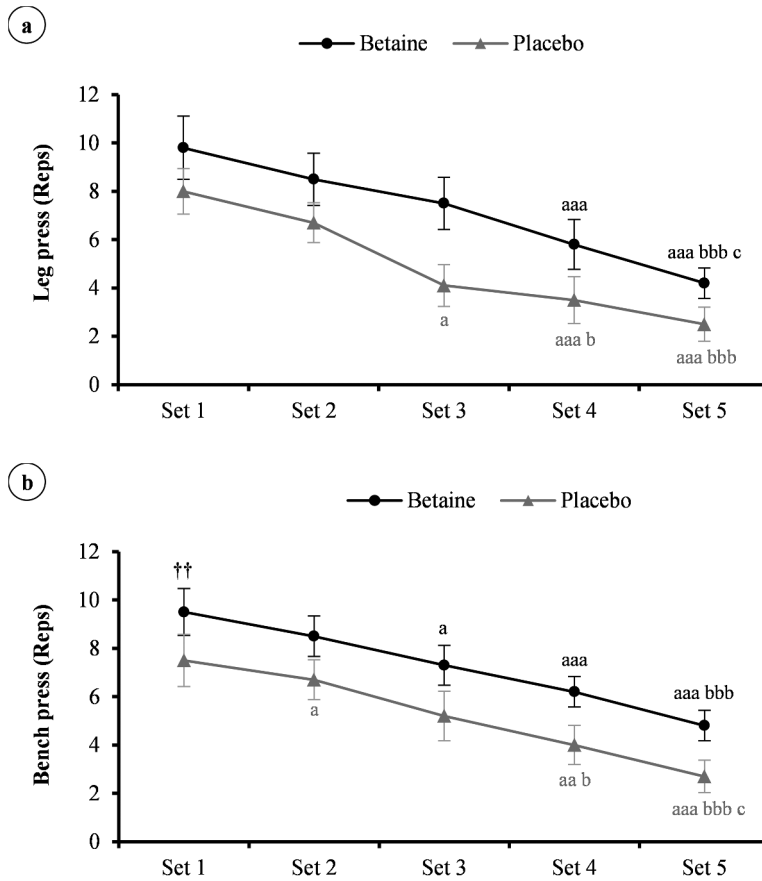 a
Betaine Placebo
12
10
8
6
4
2
0
Leg press (Reps)
aaa
aaa bbb c
a
aaa b
aaa bbb
Set 1 Set 2 Set 3 Set 4 Set 5
b
Betaine Placebo
12
10
8
6
4
2
0
Bench press (Reps)
††
a
aaa
aaa bbb
a
aa b
aaa bbb c
Set 1 Set 2 Set 3 Set 4 Set 5